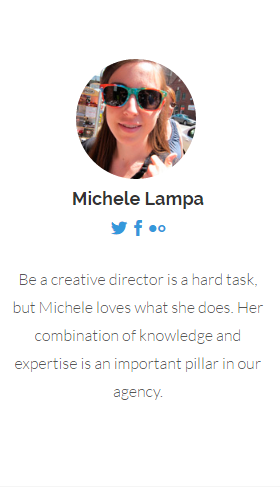 Michele Lampa
Be a creative director is a hard task,
but Michele loves what she does. Her
combination of knowledge and
expertise is an important pillar in our
agency.